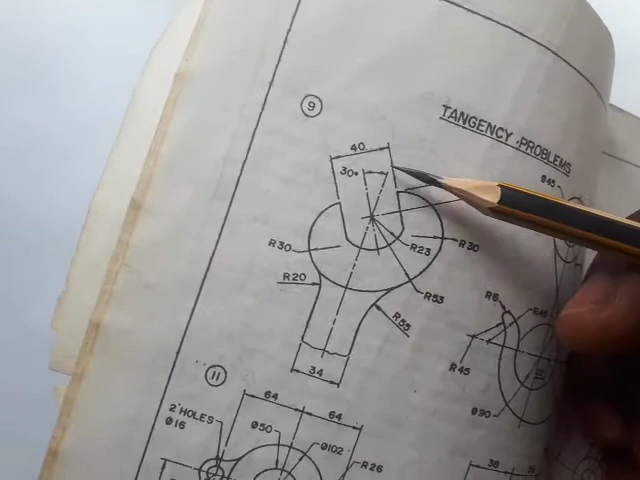 9
TANGENCY PROBLEMS
40
30°
Ø45
R30
R23
R30
R20
R53
R6
R55
R45
34
11
Ø90
64
64
2 HOLES
Ø16
Ø50
Ø102
R26
38